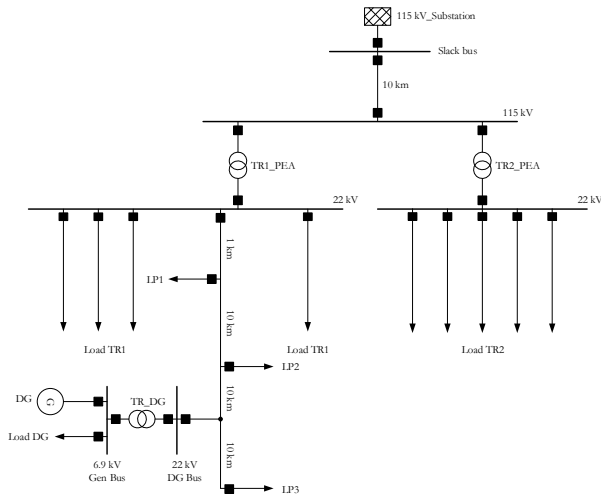 115 kV_Substation
Slack bus
10 km
115 kV
TR1_PEA
TR2_PEA
22 kV
22 kV
1 km
LP1
10 km
Load TR1
Load TR1
Load TR2
LP2
10 km
DG
G
TR_DG
Load DG
10 km
6.9 kV
Gen Bus
22 kV
DG Bus
LP3